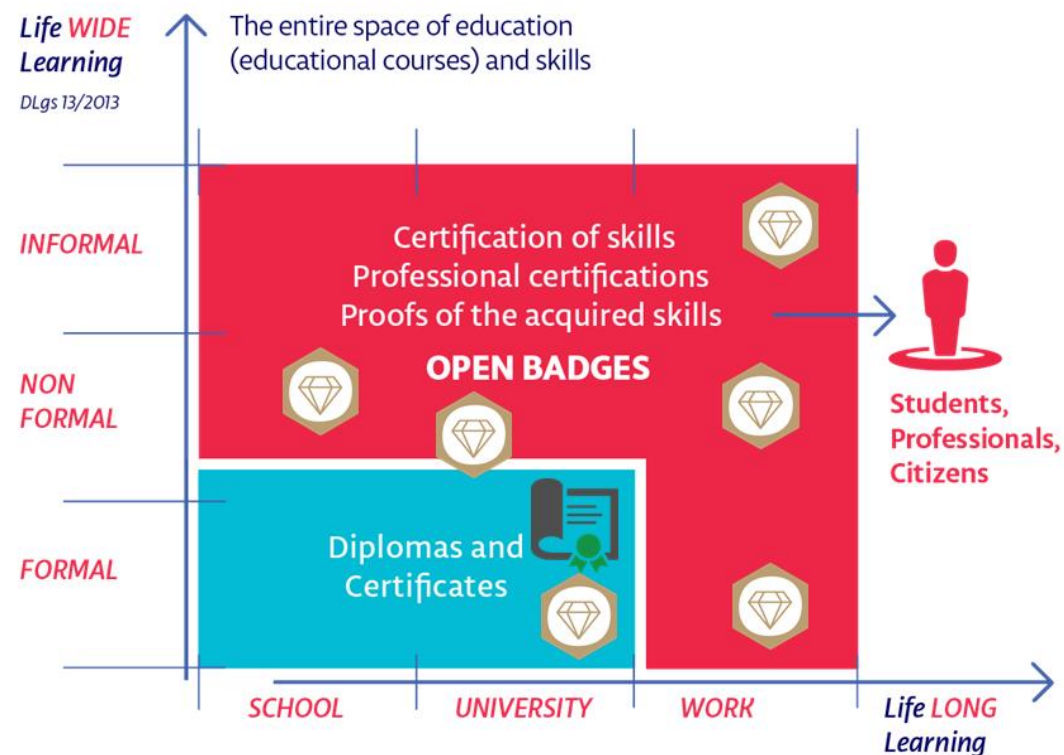 Life WIDE
Learning
DLgs 13/2013
The entire space of education
(educational courses) and skills
INFORMAL
Certification of skills
Professional certifications
Proofs of the acquired skills
OPEN BADGES
NON
FORMAL
Students,
Professionals,
Citizens
FORMAL
Diplomas and
Certificates
SCHOOL
UNIVERSITY
WORK
Life LONG
Learning